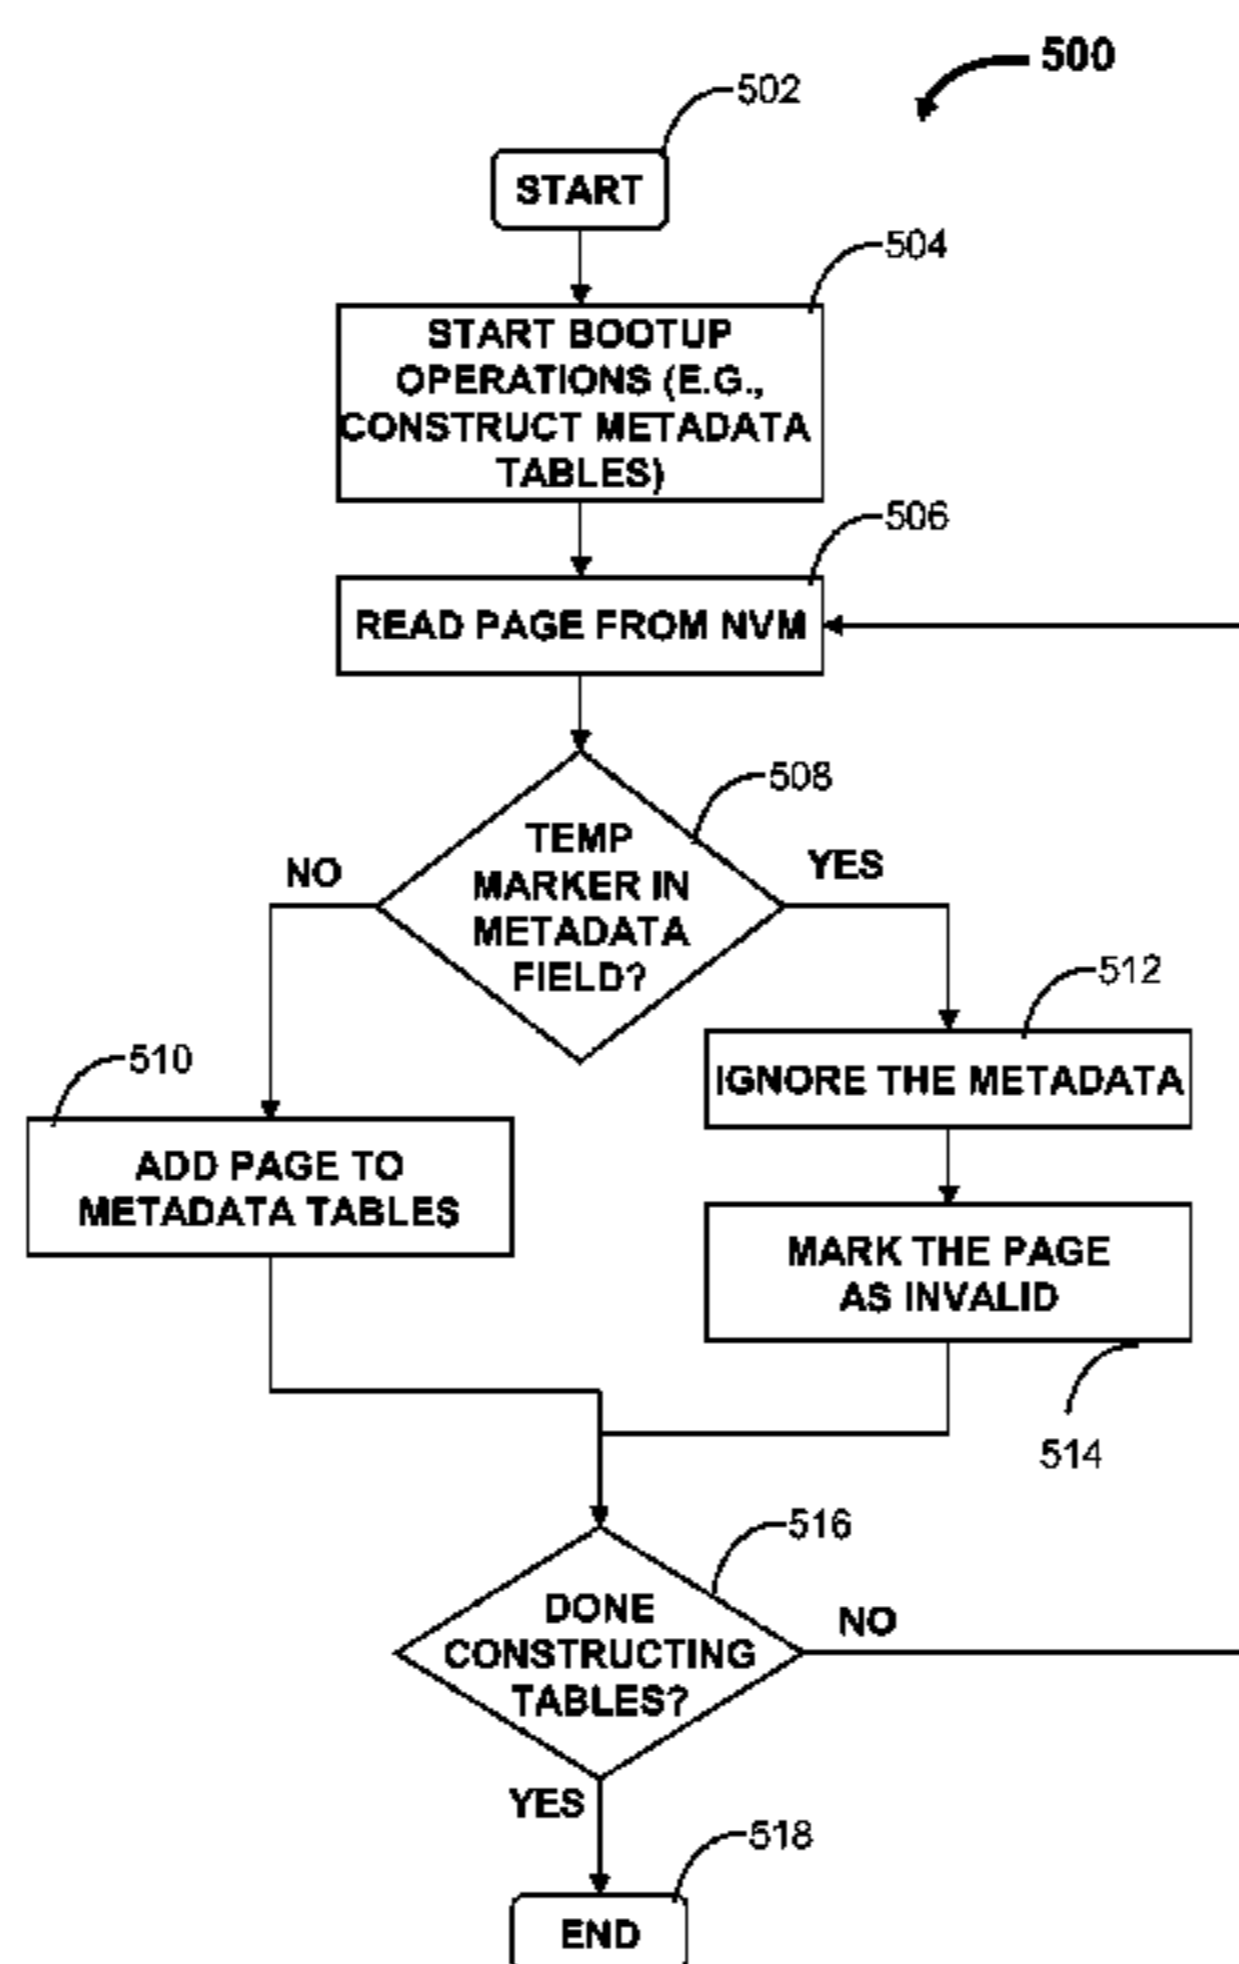 500
502
START
504
START BOOTUP
OPERATIONS (E.G.,
CONSTRUCT METADATA
TABLES)
506
READ PAGE FROM NVM
508
TEMP
MARKER IN
METADATA
FIELD?
NO
YES
512
IGNORE THE METADATA
510
ADD PAGE TO
METADATA TABLES
MARK THE PAGE
AS INVALID
514
516
DONE
CONSTRUCTING
TABLES?
NO
YES
518
END